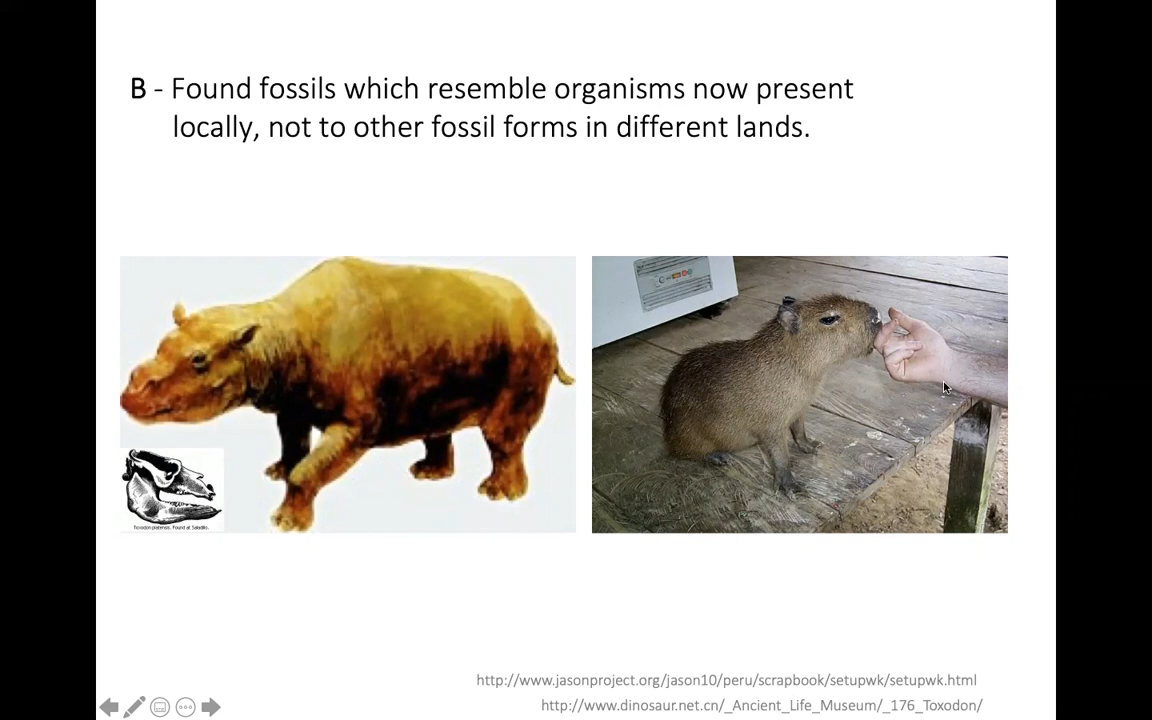 B - Found fossils which resemble organisms now present
locally, not to other fossil forms in different lands.
Toxodon platensis. Found at Saladillo.
http://www.jasonproject.org/jason10/peru/scrapbook/setupwk/setupwk.html
http://www.dinosaur.net.cn/_Ancient_Life_Museum/_176_Toxodon/